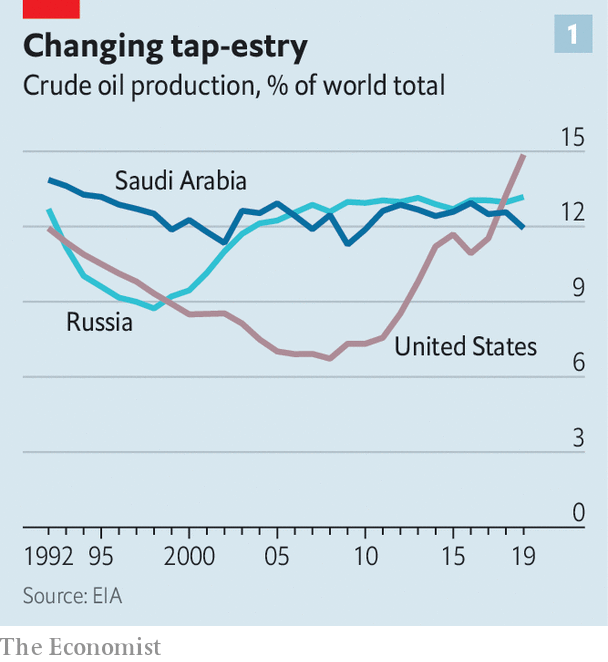 1
Changing tap-estry
Crude oil production, % of world total
15
Saudi Arabia
12
9
Russia
United States
6
3
0
1992 95 2000 05 10 15 19
Source: EIA
The Economist